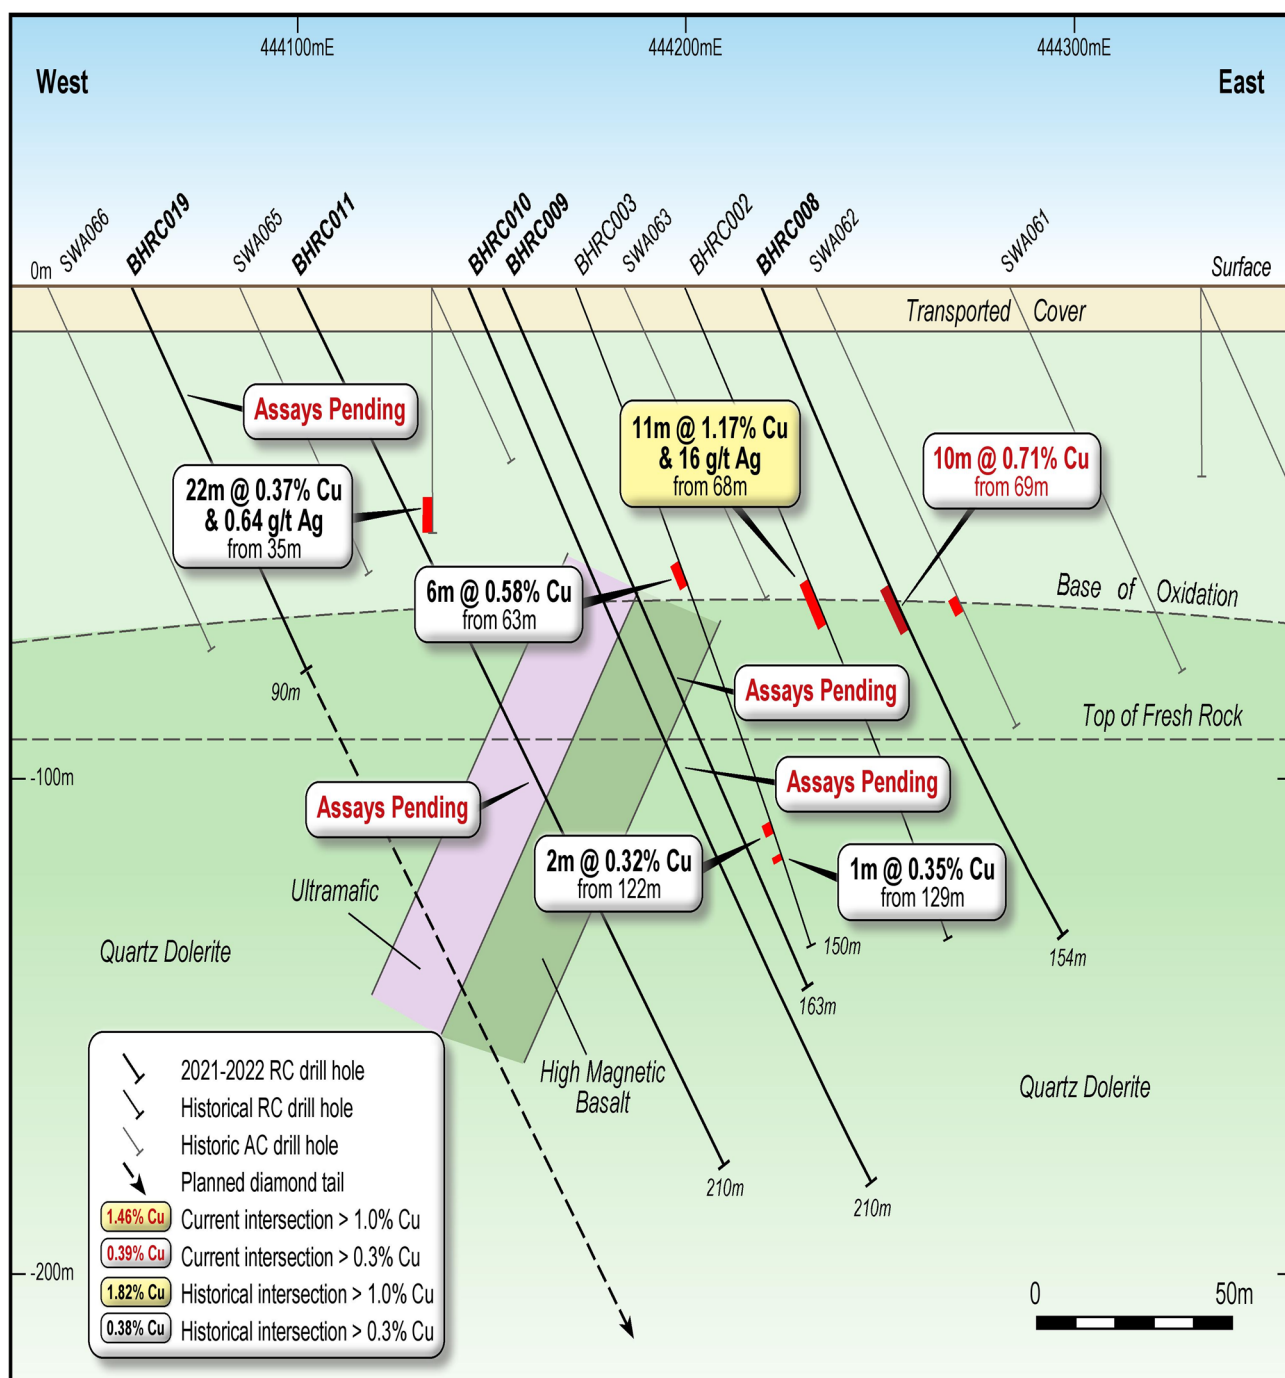 444100mE
444200mE
444300mE
West
East
SWA066
BHRC019
SWA065
BHRC011
BHRC010
BHRC009
BHRC003
SWA063
BHRC002
BHRC008
SWA062
SWA061
0m
Surface
Transported Cover
Assays Pending
11m @ 1.17% Cu
& 16 g/t Ag
from 68m
10m @ 0.71% Cu
from 69m
22m @ 0.37% Cu
& 0.64 g/t Ag
from 35m
6m @ 0.58% Cu
from 63m
Base of Oxidation
90m
Assays Pending
Top of Fresh Rock
-100m
Assays Pending
Assays Pending
2m @ 0.32% Cu
from 122m
1m @ 0.35% Cu
from 129m
Ultramafic
Quartz Dolerite
150m
154m
163m
High Magnetic
Basalt
Quartz Dolerite
210m
210m
2021-2022 RC drill hole
Historical RC drill hole
Historic AC drill hole
Planned diamond tail
1.46% Cu Current intersection > 1.0% Cu
0.39% Cu Current intersection > 0.3% Cu
1.82% Cu Historical intersection > 1.0% Cu
0.38% Cu Historical intersection > 0.3% Cu
-200m
0 50m